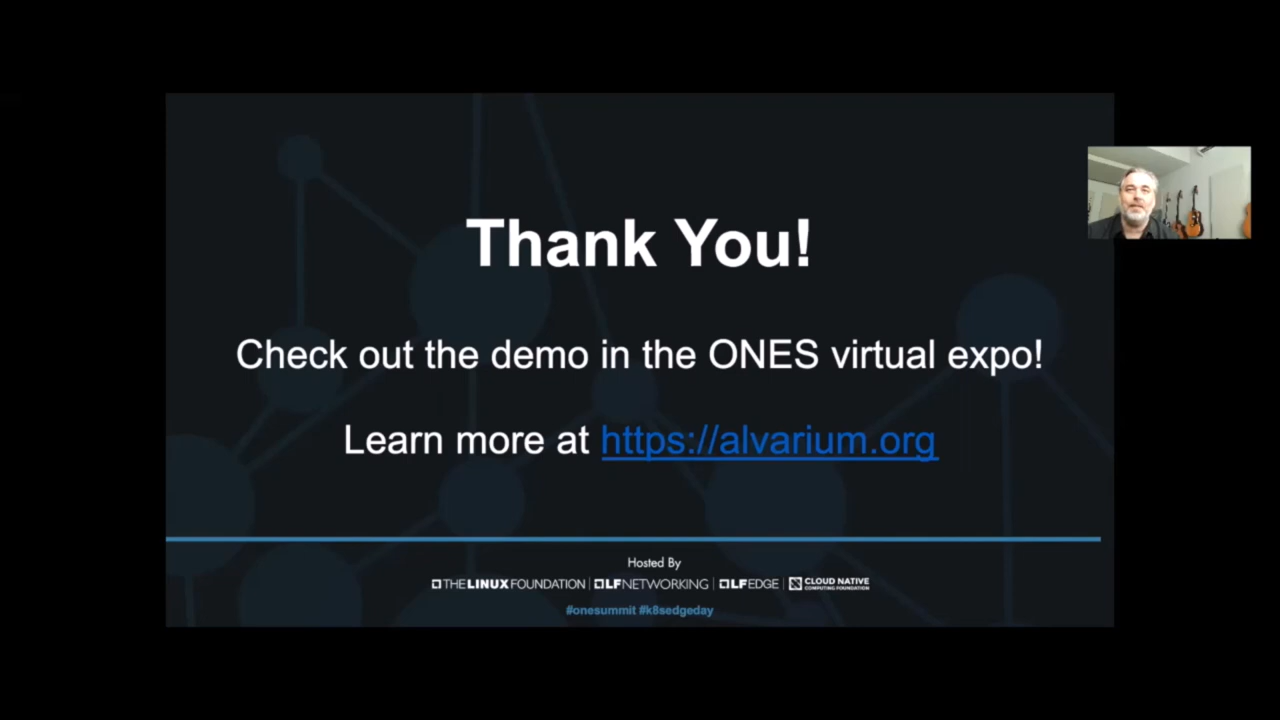 Thank You!
Check out the demo in the ONES virtual expo!
Learn more at https://alvarium.org
Hosted By
THE LINUX FOUNDATION | LF NETWORKING | LF EDGE | CLOUD NATIVE COMPUTING FOUNDATION
#onesummit #k8sedgeday